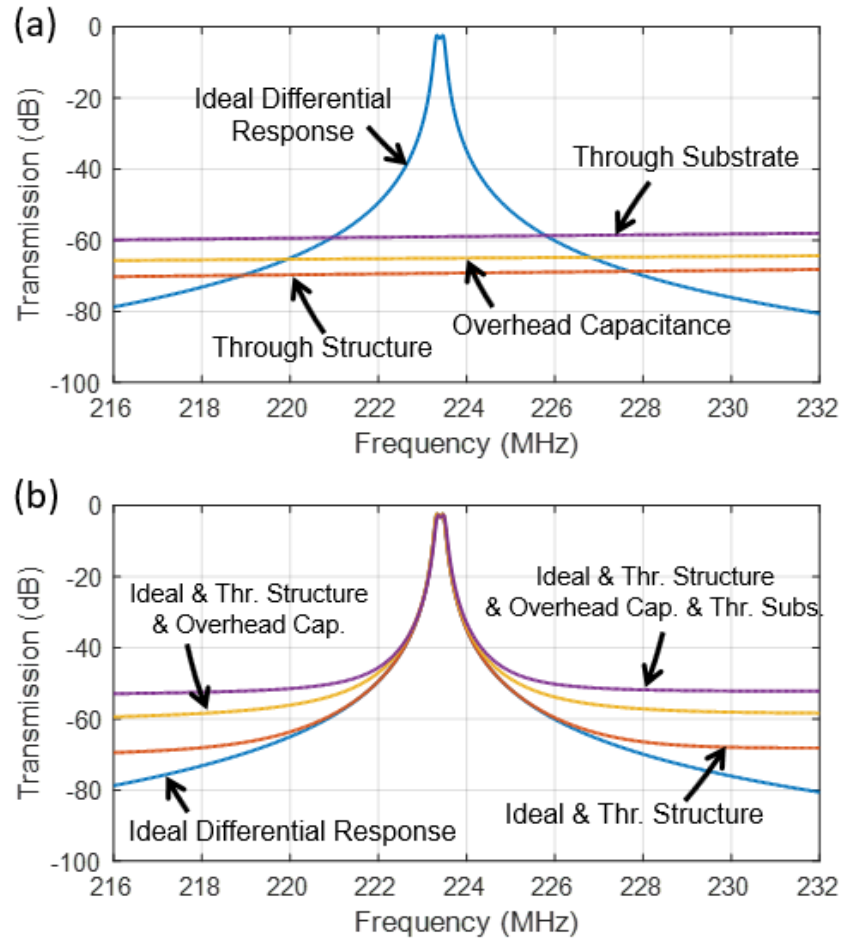 (a)
0
-20
-40
-60
-80
-100
Transmission (dB)
Ideal Differential
Response
Through Substrate
Overhead Capacitance
Through Structure
216 218 220 222 224 226 228 230 232
Frequency (MHz)
(b)
0
-20
-40
-60
-80
-100
Transmission (dB)
Ideal & Thr. Structure
& Overhead Cap.
Ideal & Thr. Structure
& Overhead Cap. & Thr. Subs.
Ideal Differential Response
Ideal & Thr. Structure
216 218 220 222 224 226 228 230 232
Frequency (MHz)